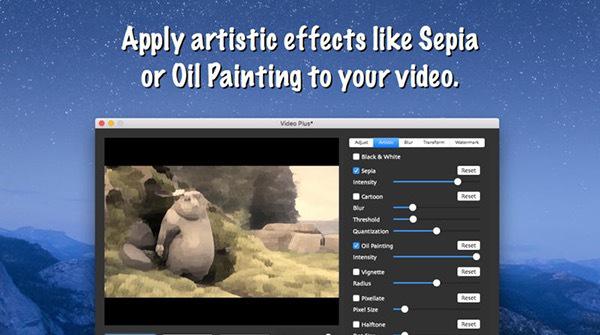 Apply artistic effects like Sepia
or Oil Painting to your video.
Video Plus*
Adjust Artistic Blur Transform Watermark
Black & White
Sepia Reset
Intensity
Cartoon Reset
Blur
Threshold
Quantization
Oil Painting Reset
Intensity
Vignette Reset
Radius
Pixellate Reset
Pixel Size
Halftone Reset